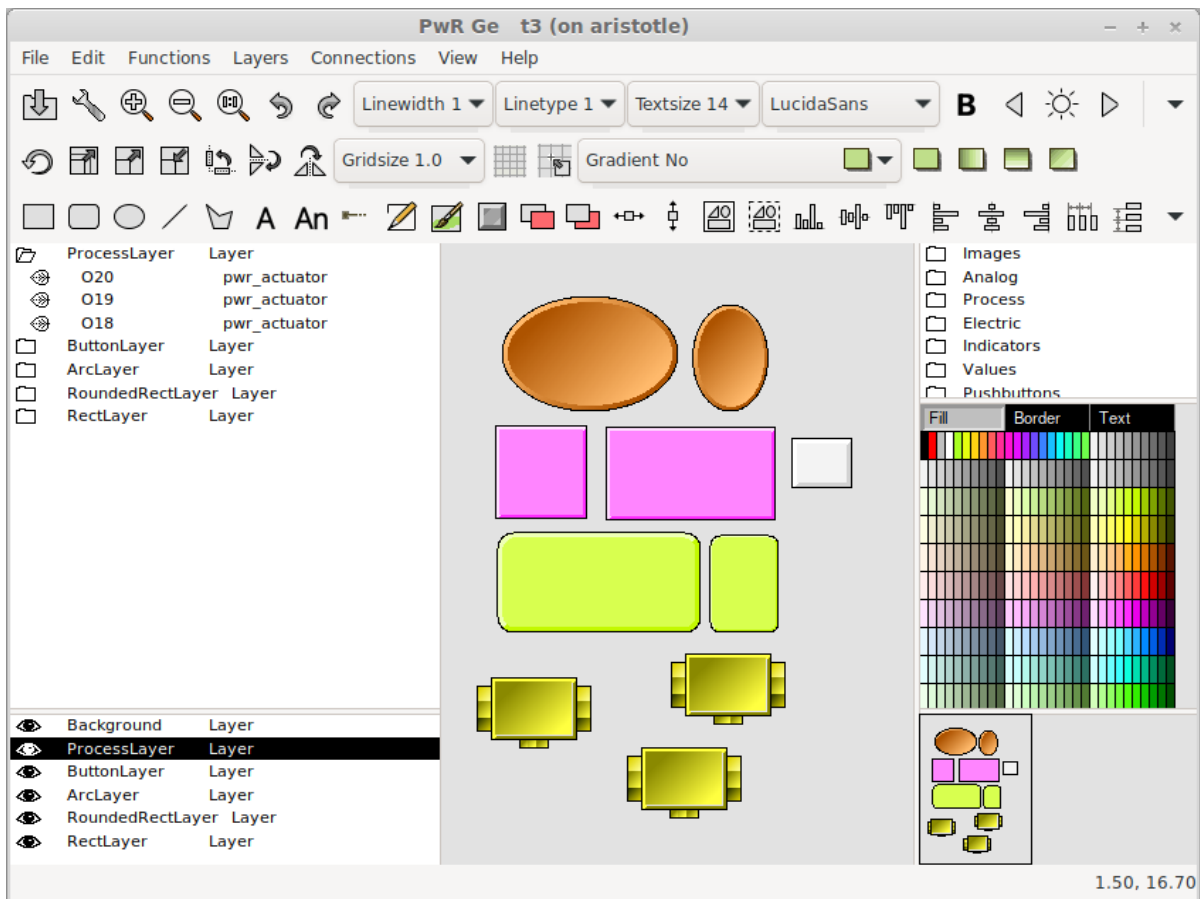 PwR Ge t3 (on aristotle)
File Edit Functions Layers Connections View Help
Linewidth 1 Linetype 1 Textsize 14 LucidaSans B
Gridsize 1.0 Gradient No
A An
ProcessLayer Layer
O20 pwr_actuator
O19 pwr_actuator
O18 pwr_actuator
ButtonLayer Layer
ArcLayer Layer
RoundedRectLayer Layer
RectLayer Layer
Images
Analog
Process
Electric
Indicators
Values
Pushbuttons
Fill Border Text
Background Layer
ProcessLayer Layer
ButtonLayer Layer
ArcLayer Layer
RoundedRectLayer Layer
RectLayer Layer
1.50, 16.70